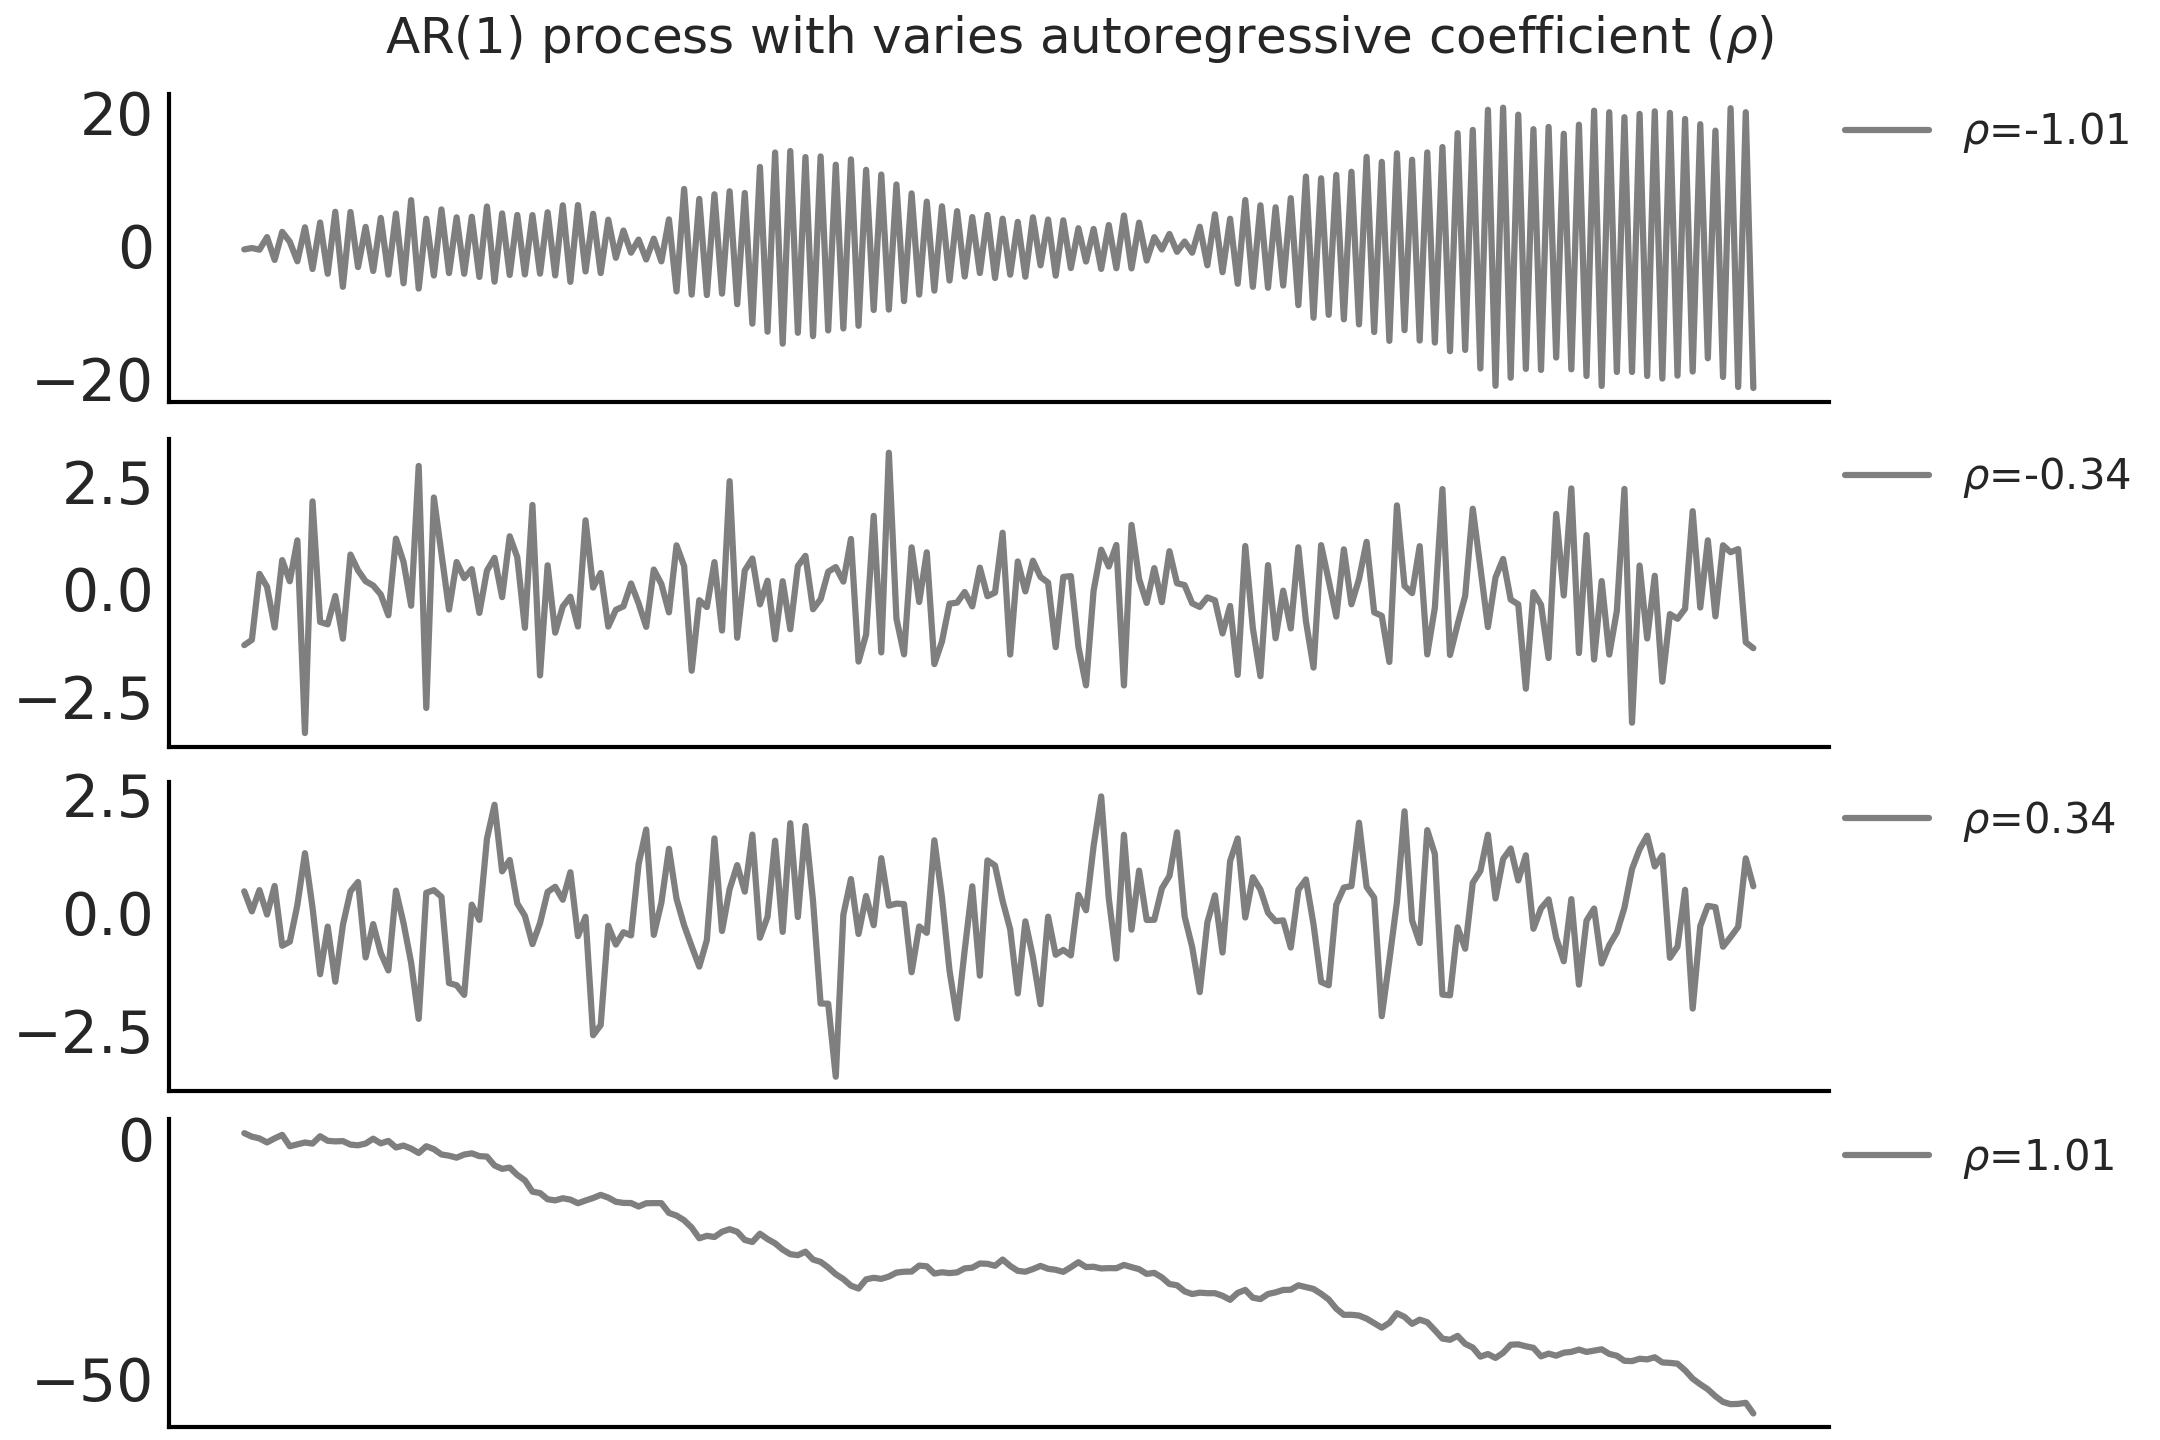 AR(1) process with varies autoregressive coefficient (ρ)
20
0
−20
ρ=-1.01
2.5
0.0
−2.5
ρ=-0.34
2.5
0.0
−2.5
ρ=0.34
0
−50
ρ=1.01